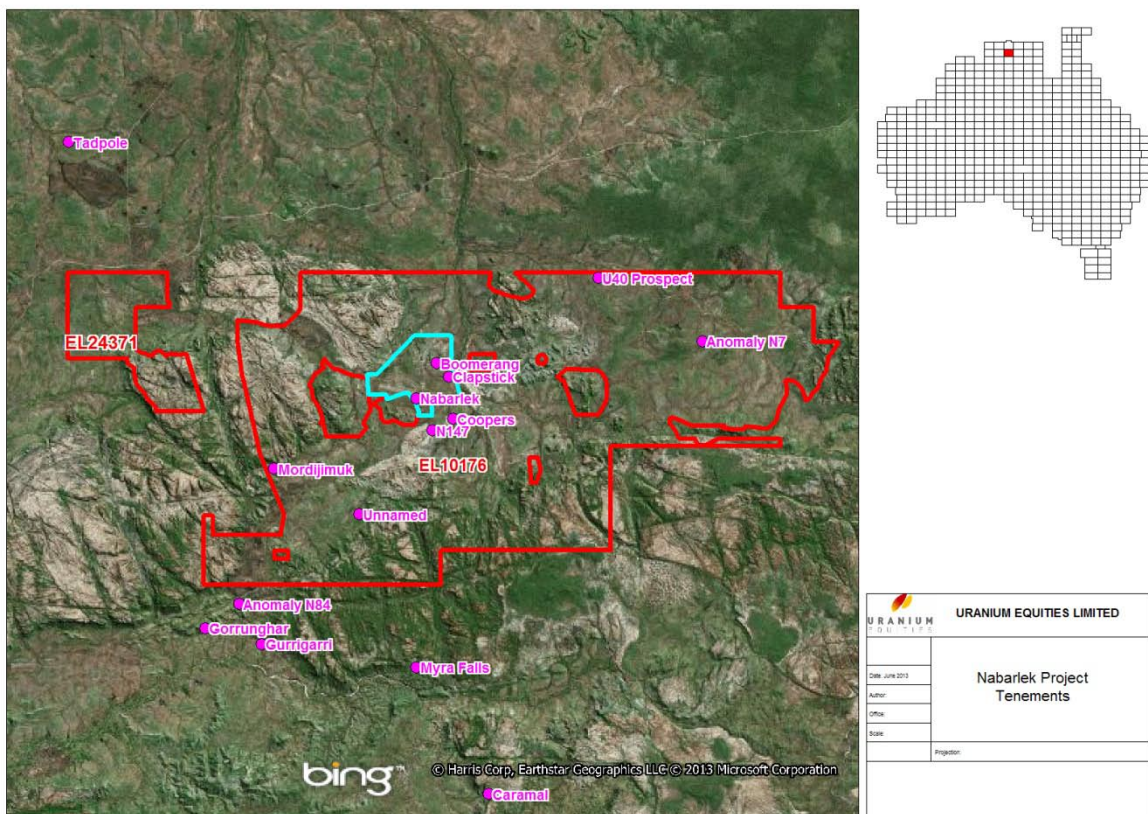 Tadpole
U40 Prospect
EL24371
Anomaly N7
Boomerang
Clapstick
Nabarlek
Coopers
N147
EL10176
Mordijimuk
Unnamed
Anomaly N84
Gorrunghar
Gurrigarri
Myra Falls
bing™
© Harris Corp, Earthstar Geographics LLC © 2013 Microsoft Corporation
Caramal
URANIUM
EQUITIES
URANIUM EQUITIES LIMITED
Date: June 2013
Author:
Office:
Scale:
Nabarlek Project
Tenements
Projection: